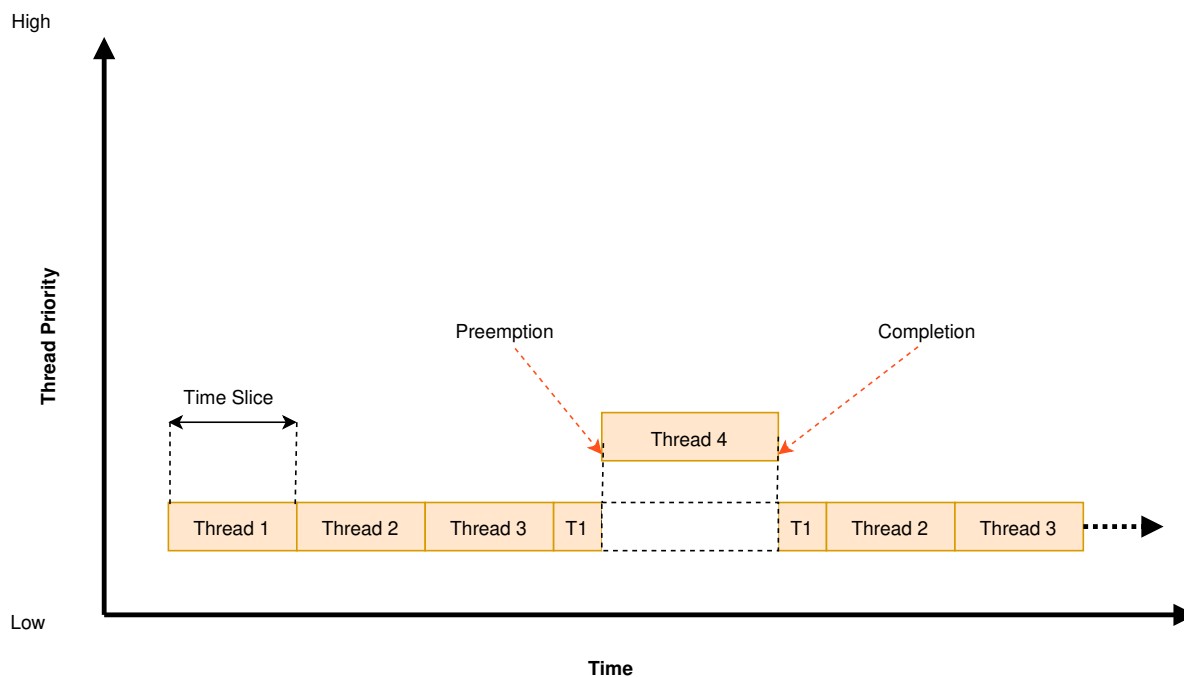 High
Thread Priority
Preemption
Completion
Time Slice
Thread 4
Thread 1
Thread 2
Thread 3
T1
T1
Thread 2
Thread 3
Low
Time